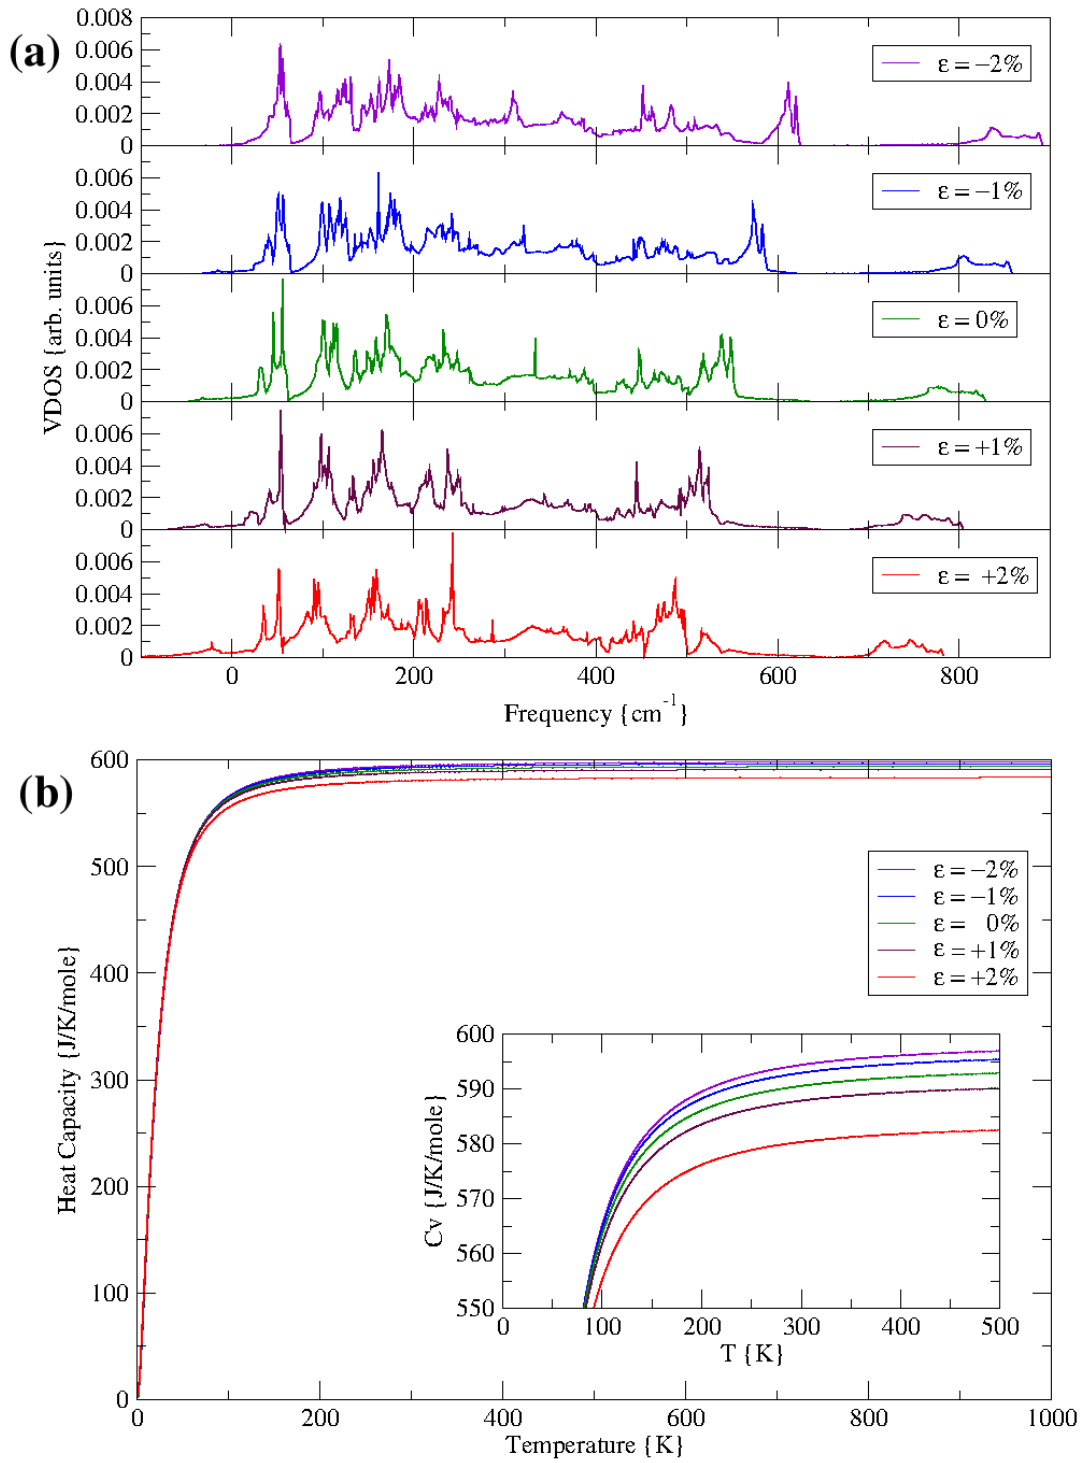 (a)
0.008
0.006
0.004
0.002
0
ε = −2%
0.006
0.004
0.002
0
ε = −1%
0.006
0.004
0.002
0
ε = 0%
0.006
0.004
0.002
0
ε = +1%
0.006
0.004
0.002
0
ε = +2%
VDOS {arb. units}
0 200 400 600 800
Frequency {cm⁻¹}
(b)
600
500
400
300
200
100
0
Heat Capacity {J/K/mole}
ε = −2%
ε = −1%
ε = 0%
ε = +1%
ε = +2%
600
590
580
570
560
550
Cv {J/K/mole}
0 100 200 300 400 500
T {K}
0 200 400 600 800 1000
Temperature {K}